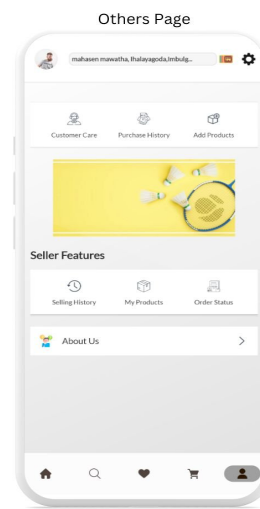 Others Page
mahasen mawatha, Ihalayagoda,Imbulg...
Customer Care Purchase History Add Products
Seller Features
Selling History My Products Order Status
About Us